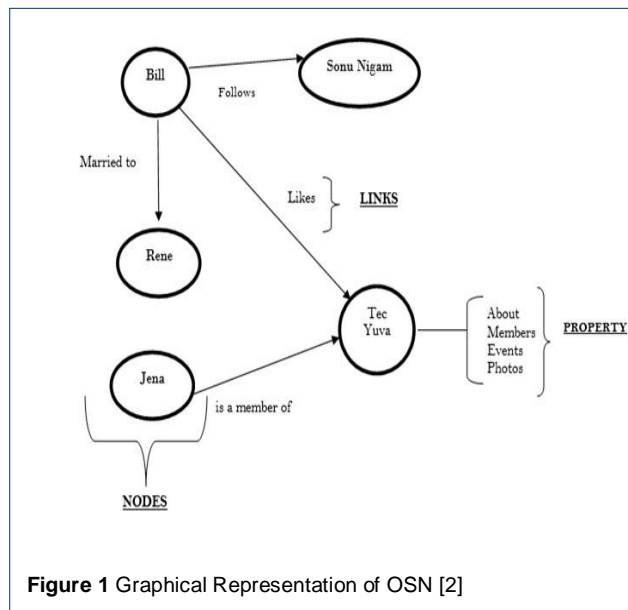 Bill
Sonu Nigam
Follows
Married to
Likes
LINKS
Rene
Tec
Yuva
About
Members
Events
Photos
PROPERTY
Jena
is a member of
NODES
Figure 1 Graphical Representation of OSN [2]